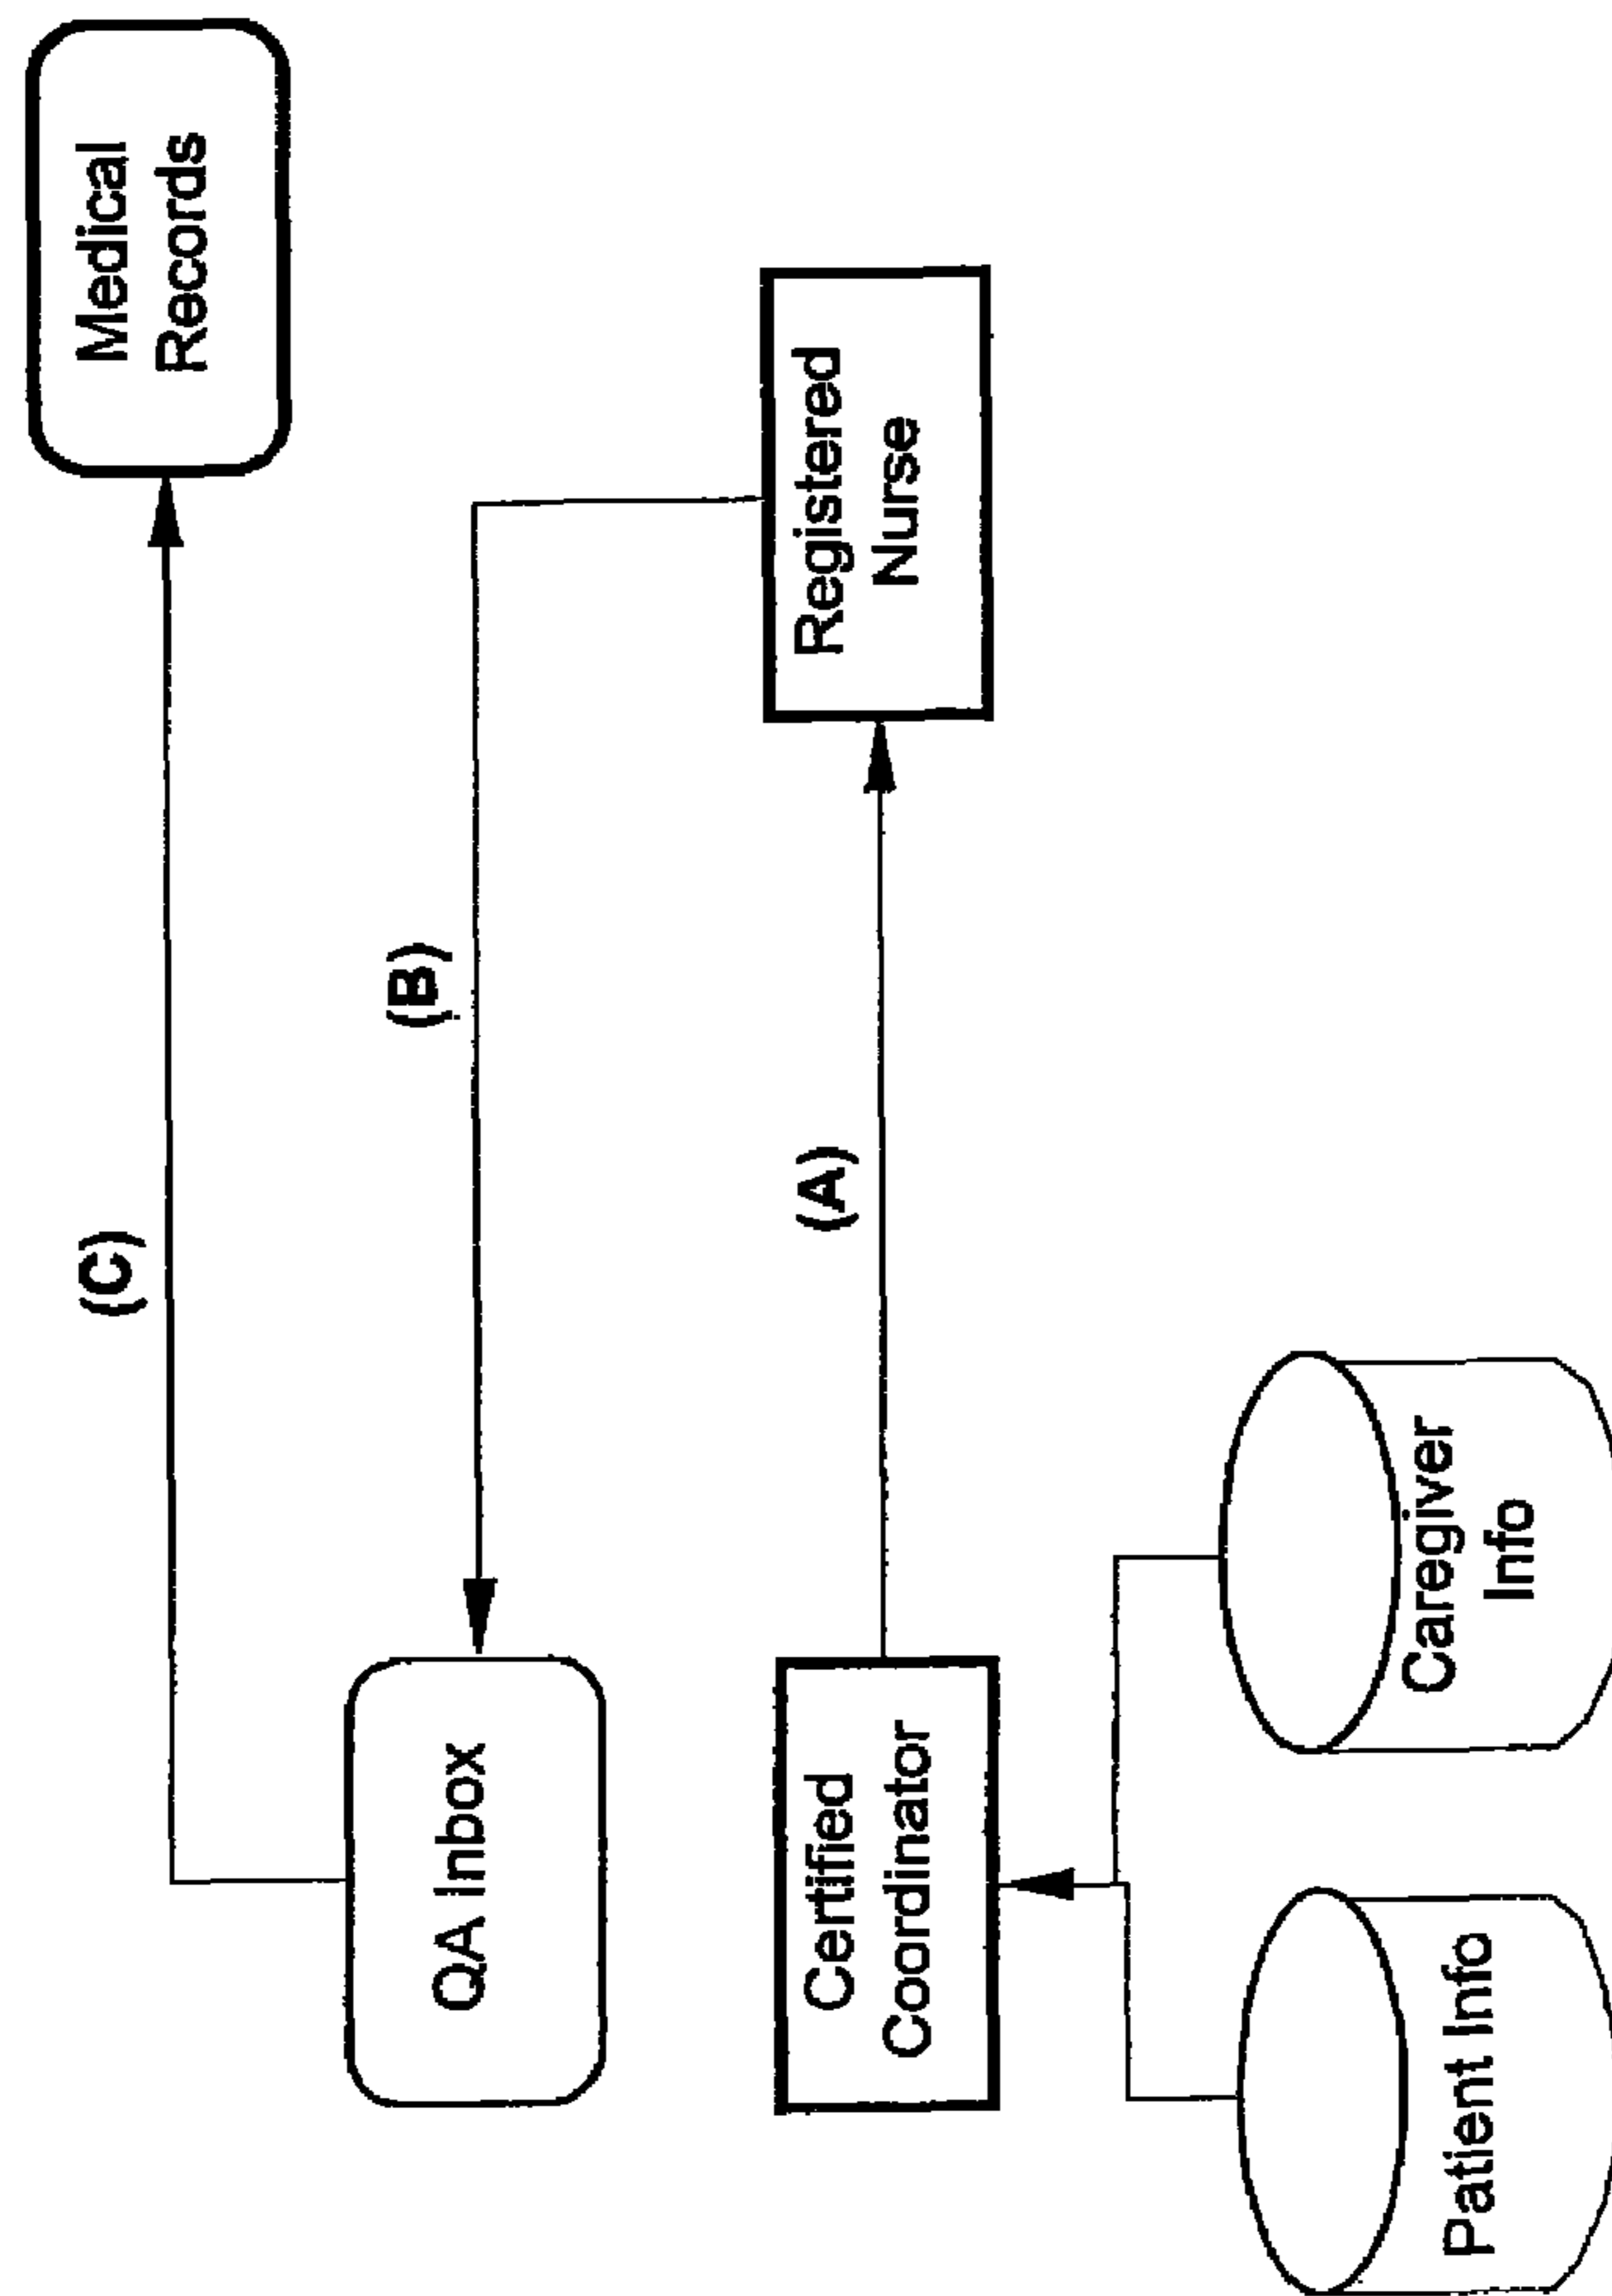 Medical
Records
(C)
(B)
QA Inbox
Registered
Nurse
(A)
Certified
Coordinator
Caregiver
Info
Patient Info